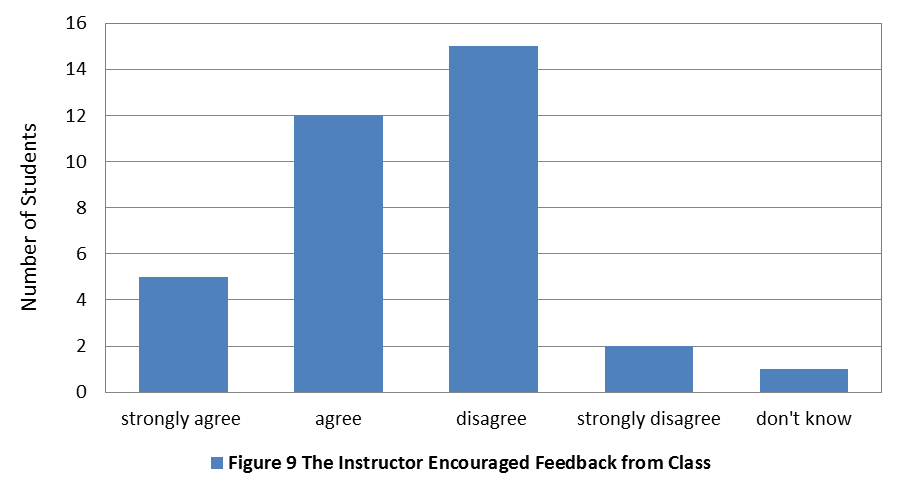 16
14
12
10
8
6
4
2
0
Number of Students
strongly agree
agree
disagree
strongly disagree
don't know
Figure 9 The Instructor Encouraged Feedback from Class